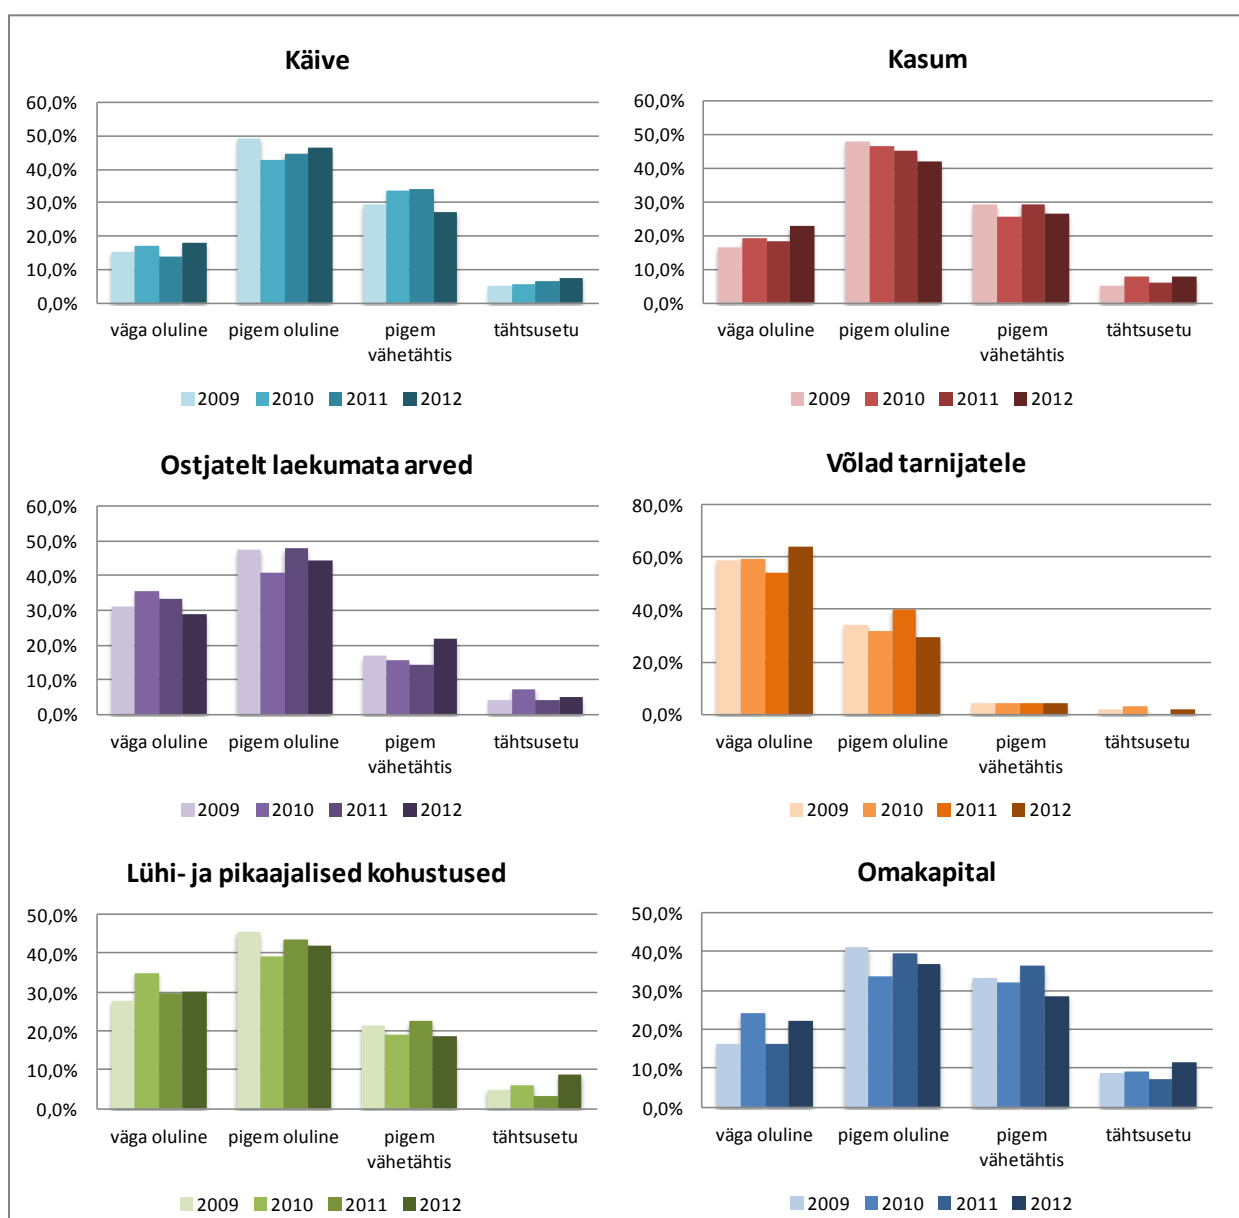 Käive
60,0%
50,0%
40,0%
30,0%
20,0%
10,0%
0,0%
väga oluline pigem oluline pigem vähetähtis tähtsusetu
2009 2010 2011 2012
Kasum
60,0%
50,0%
40,0%
30,0%
20,0%
10,0%
0,0%
väga oluline pigem oluline pigem vähetähtis tähtsusetu
2009 2010 2011 2012
Ostjatelt laekumata arved
60,0%
50,0%
40,0%
30,0%
20,0%
10,0%
0,0%
väga oluline pigem oluline pigem vähetähtis tähtsusetu
2009 2010 2011 2012
Võlad tarnijatele
80,0%
60,0%
40,0%
20,0%
0,0%
väga oluline pigem oluline pigem vähetähtis tähtsusetu
2009 2010 2011 2012
Lühi- ja pikaajalised kohustused
50,0%
40,0%
30,0%
20,0%
10,0%
0,0%
väga oluline pigem oluline pigem vähetähtis tähtsusetu
2009 2010 2011 2012
Omakapital
50,0%
40,0%
30,0%
20,0%
10,0%
0,0%
väga oluline pigem oluline pigem vähetähtis tähtsusetu
2009 2010 2011 2012